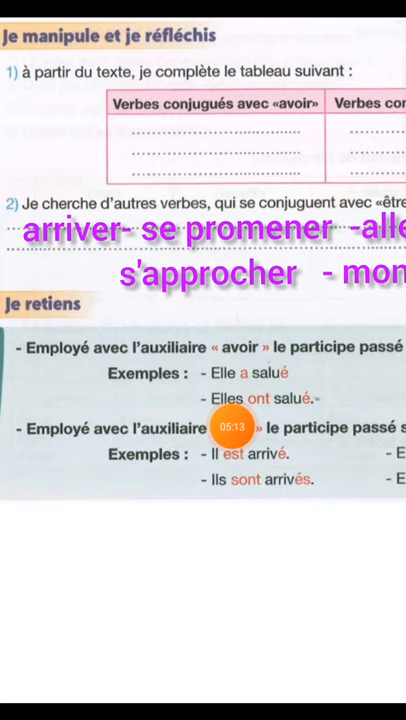 Je manipule et je réfléchis
1) à partir du texte, je complète le tableau suivant :
Verbes conjugués avec «avoir» Verbes cor
2) Je cherche d'autres verbes, qui se conjuguent avec «être
arriver- se promener -alle
s'approcher - mon
Je retiens
- Employé avec l'auxiliaire « avoir » le participe passé
Exemples : - Elle a salué
- Elles ont salué.
- Employé avec l'auxiliaire 05:13 » le participe passé s
Exemples : - Il est arrivé. - E
- Ils sont arrivés. - E